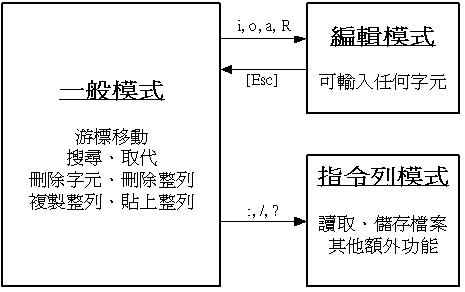 一般模式
游標移動
搜尋、取代
刪除字元、刪除整列
複製整列、貼上整列
i, o, a, R
[Esc]
編輯模式
可輸入任何字元
:, /, ?
指令列模式
讀取、儲存檔案
其他額外功能